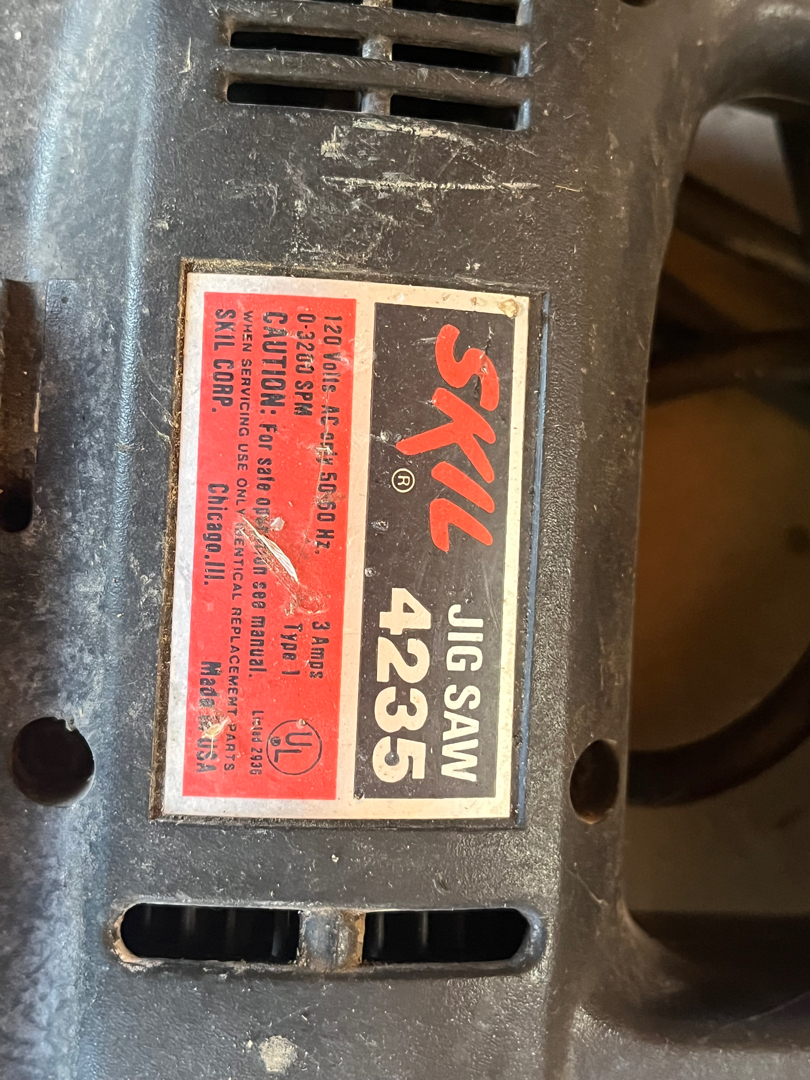 SKIL® JIG SAW
4235
120 Volts AC only 50-60 Hz. 3 Amps
0-3200 SPM Type 1
CAUTION: For safe operation see manual.
WHEN SERVICING USE ONLY IDENTICAL REPLACEMENT PARTS
SKIL CORP. Chicago,Ill. Made in USA
UL
Listed 293G